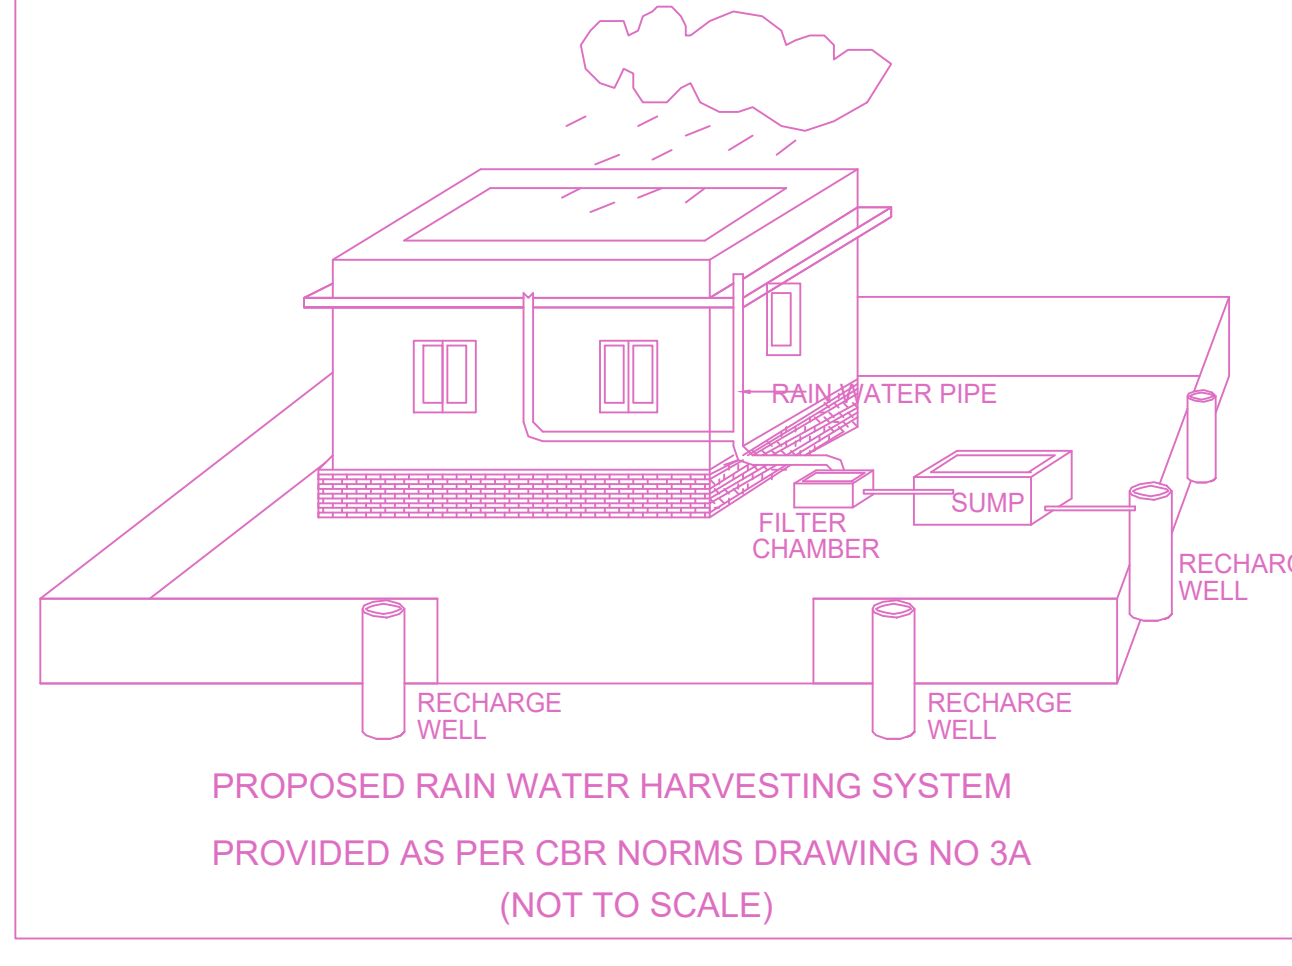 RAIN WATER PIPE
SUMP
FILTER
CHAMBER
RECHARG
WELL
RECHARGE
WELL
RECHARGE
WELL
PROPOSED RAIN WATER HARVESTING SYSTEM
PROVIDED AS PER CBR NORMS DRAWING NO 3A
(NOT TO SCALE)